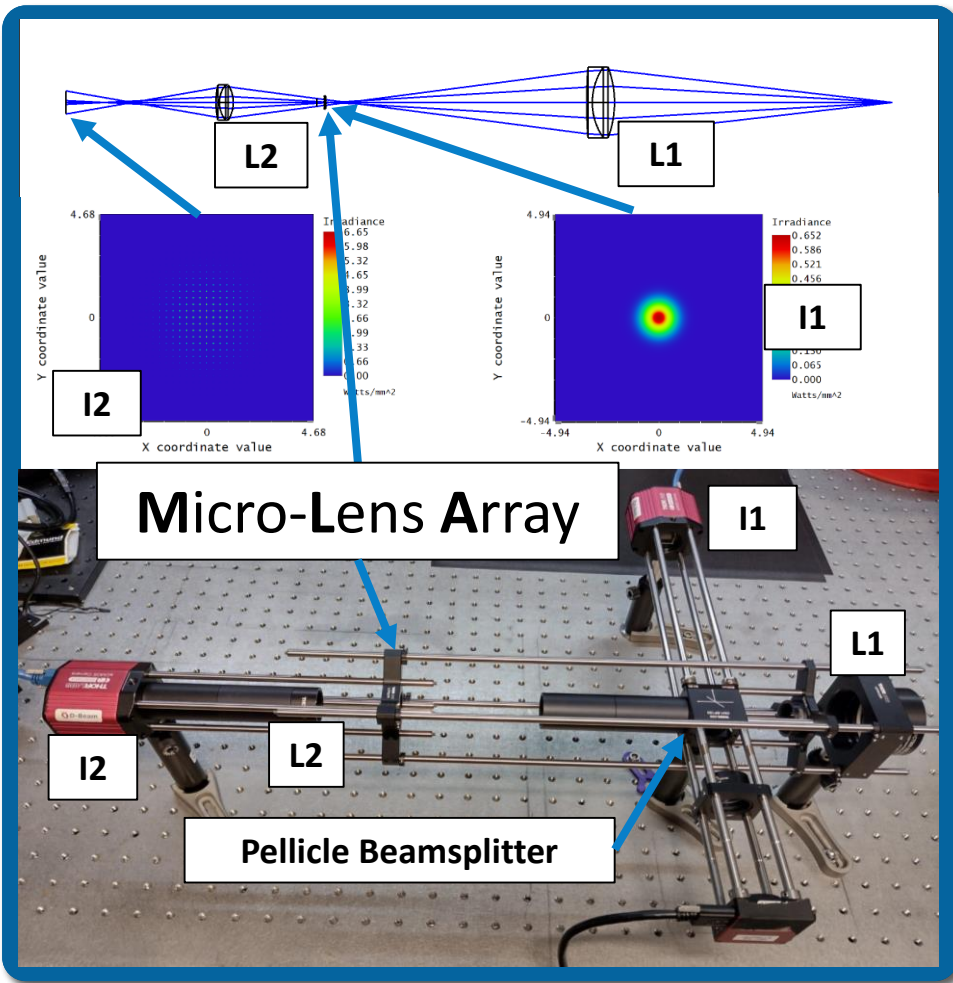 L2
L1
4.68
4.94
Irradiance
6.65
5.98
5.32
4.65
3.99
3.32
2.66
1.99
1.33
0.66
0.00
Watts/mm^2
Y coordinate value
0
0
4.68
X coordinate value
I2
Irradiance
0.652
0.586
0.521
0.456
0.130
0.065
0.000
Watts/mm^2
Y coordinate value
0
-4.94
-4.94
0
4.94
X coordinate value
I1
Micro-Lens Array
I1
L1
THORLABS
D-Beam
I2
L2
Pellicle Beamsplitter